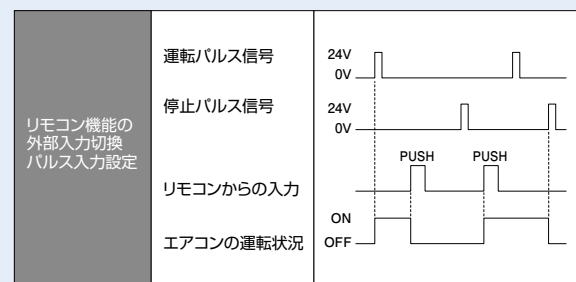 リモコン機能の
外部入力切換
パルス入力設定
運転パルス信号
24V
0V
停止パルス信号
24V
0V
リモコンからの入力
PUSH
PUSH
エアコンの運転状況
ON
OFF